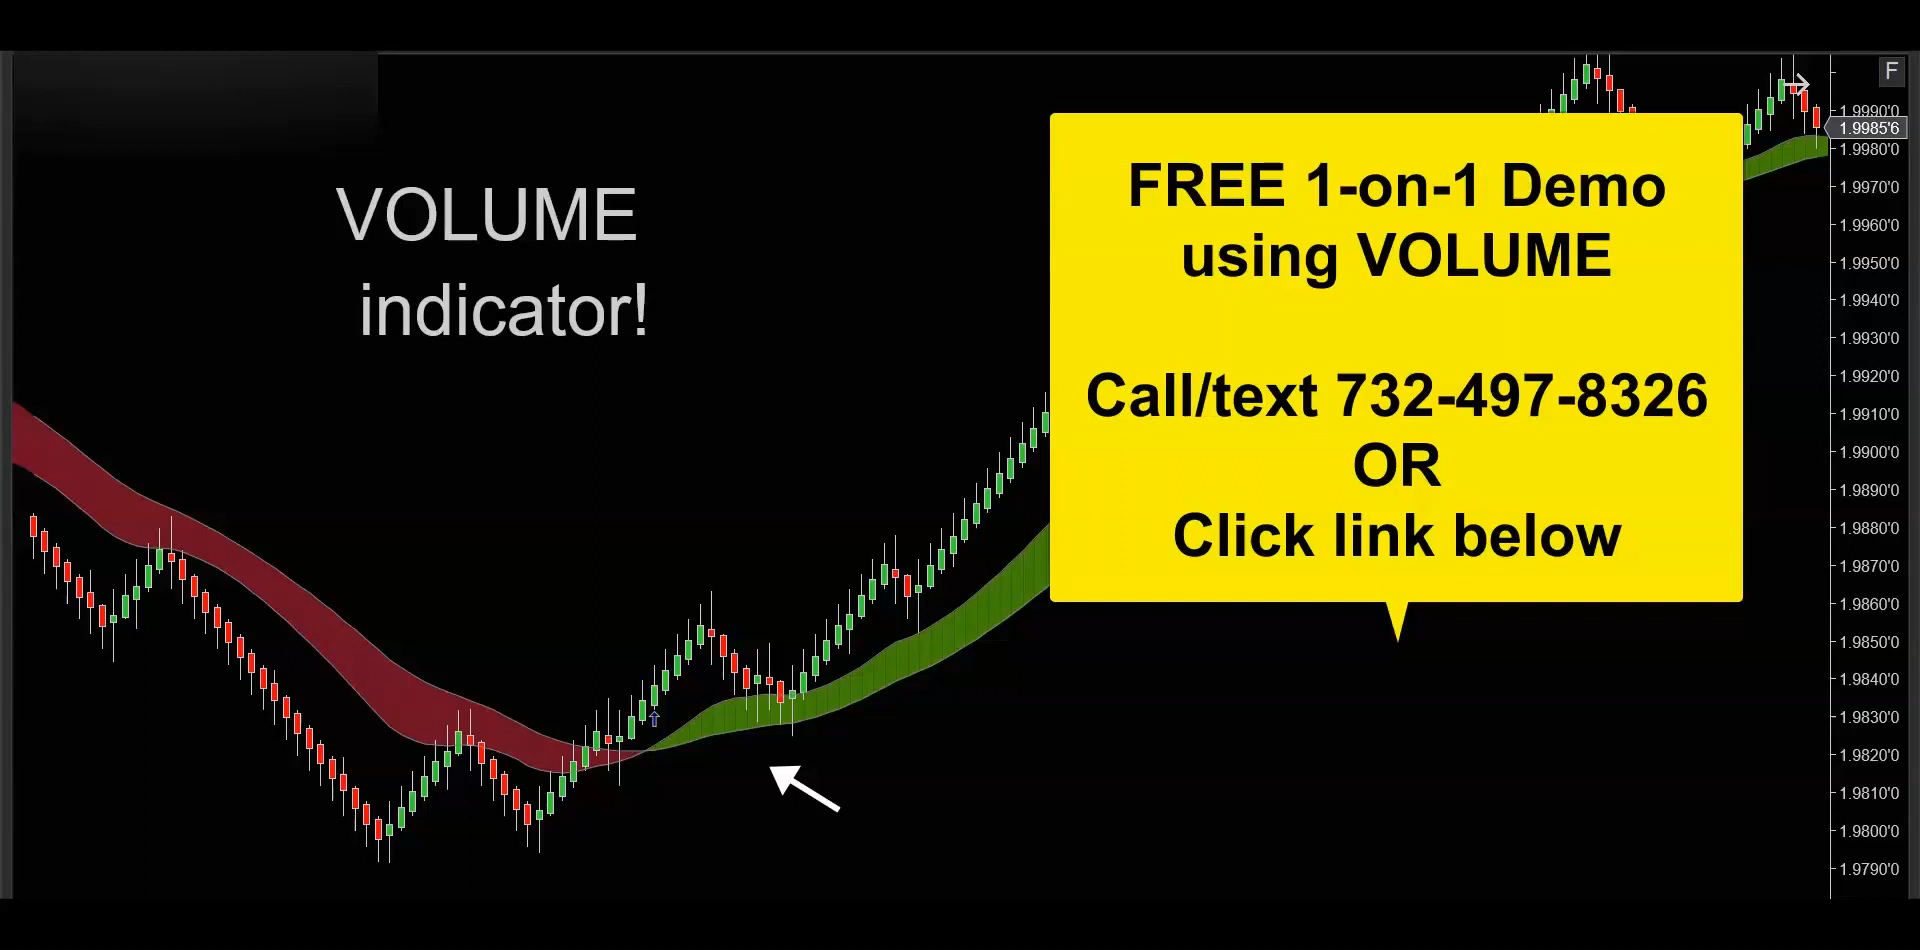 VOLUME
indicator!
FREE 1-on-1 Demo
using VOLUME
Call/text 732-497-8326
OR
Click link below
F
1.9990'0
1.9985'6
1.9980'0
1.9970'0
1.9960'0
1.9950'0
1.9940'0
1.9930'0
1.9920'0
1.9910'0
1.9900'0
1.9890'0
1.9880'0
1.9870'0
1.9860'0
1.9850'0
1.9840'0
1.9830'0
1.9820'0
1.9810'0
1.9800'0
1.9790'0